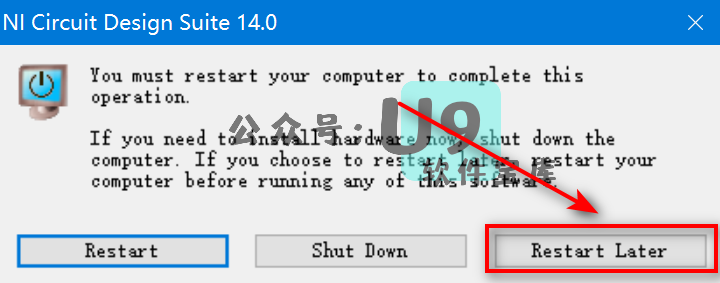 NI Circuit Design Suite 14.0
You must restart your computer to complete this
operation.
If you need to install hardware now, shut down the
computer. If you choose to restart later, restart your
computer before running any of this software.
公众号:U9
软件宝库
Restart
Shut Down
Restart Later